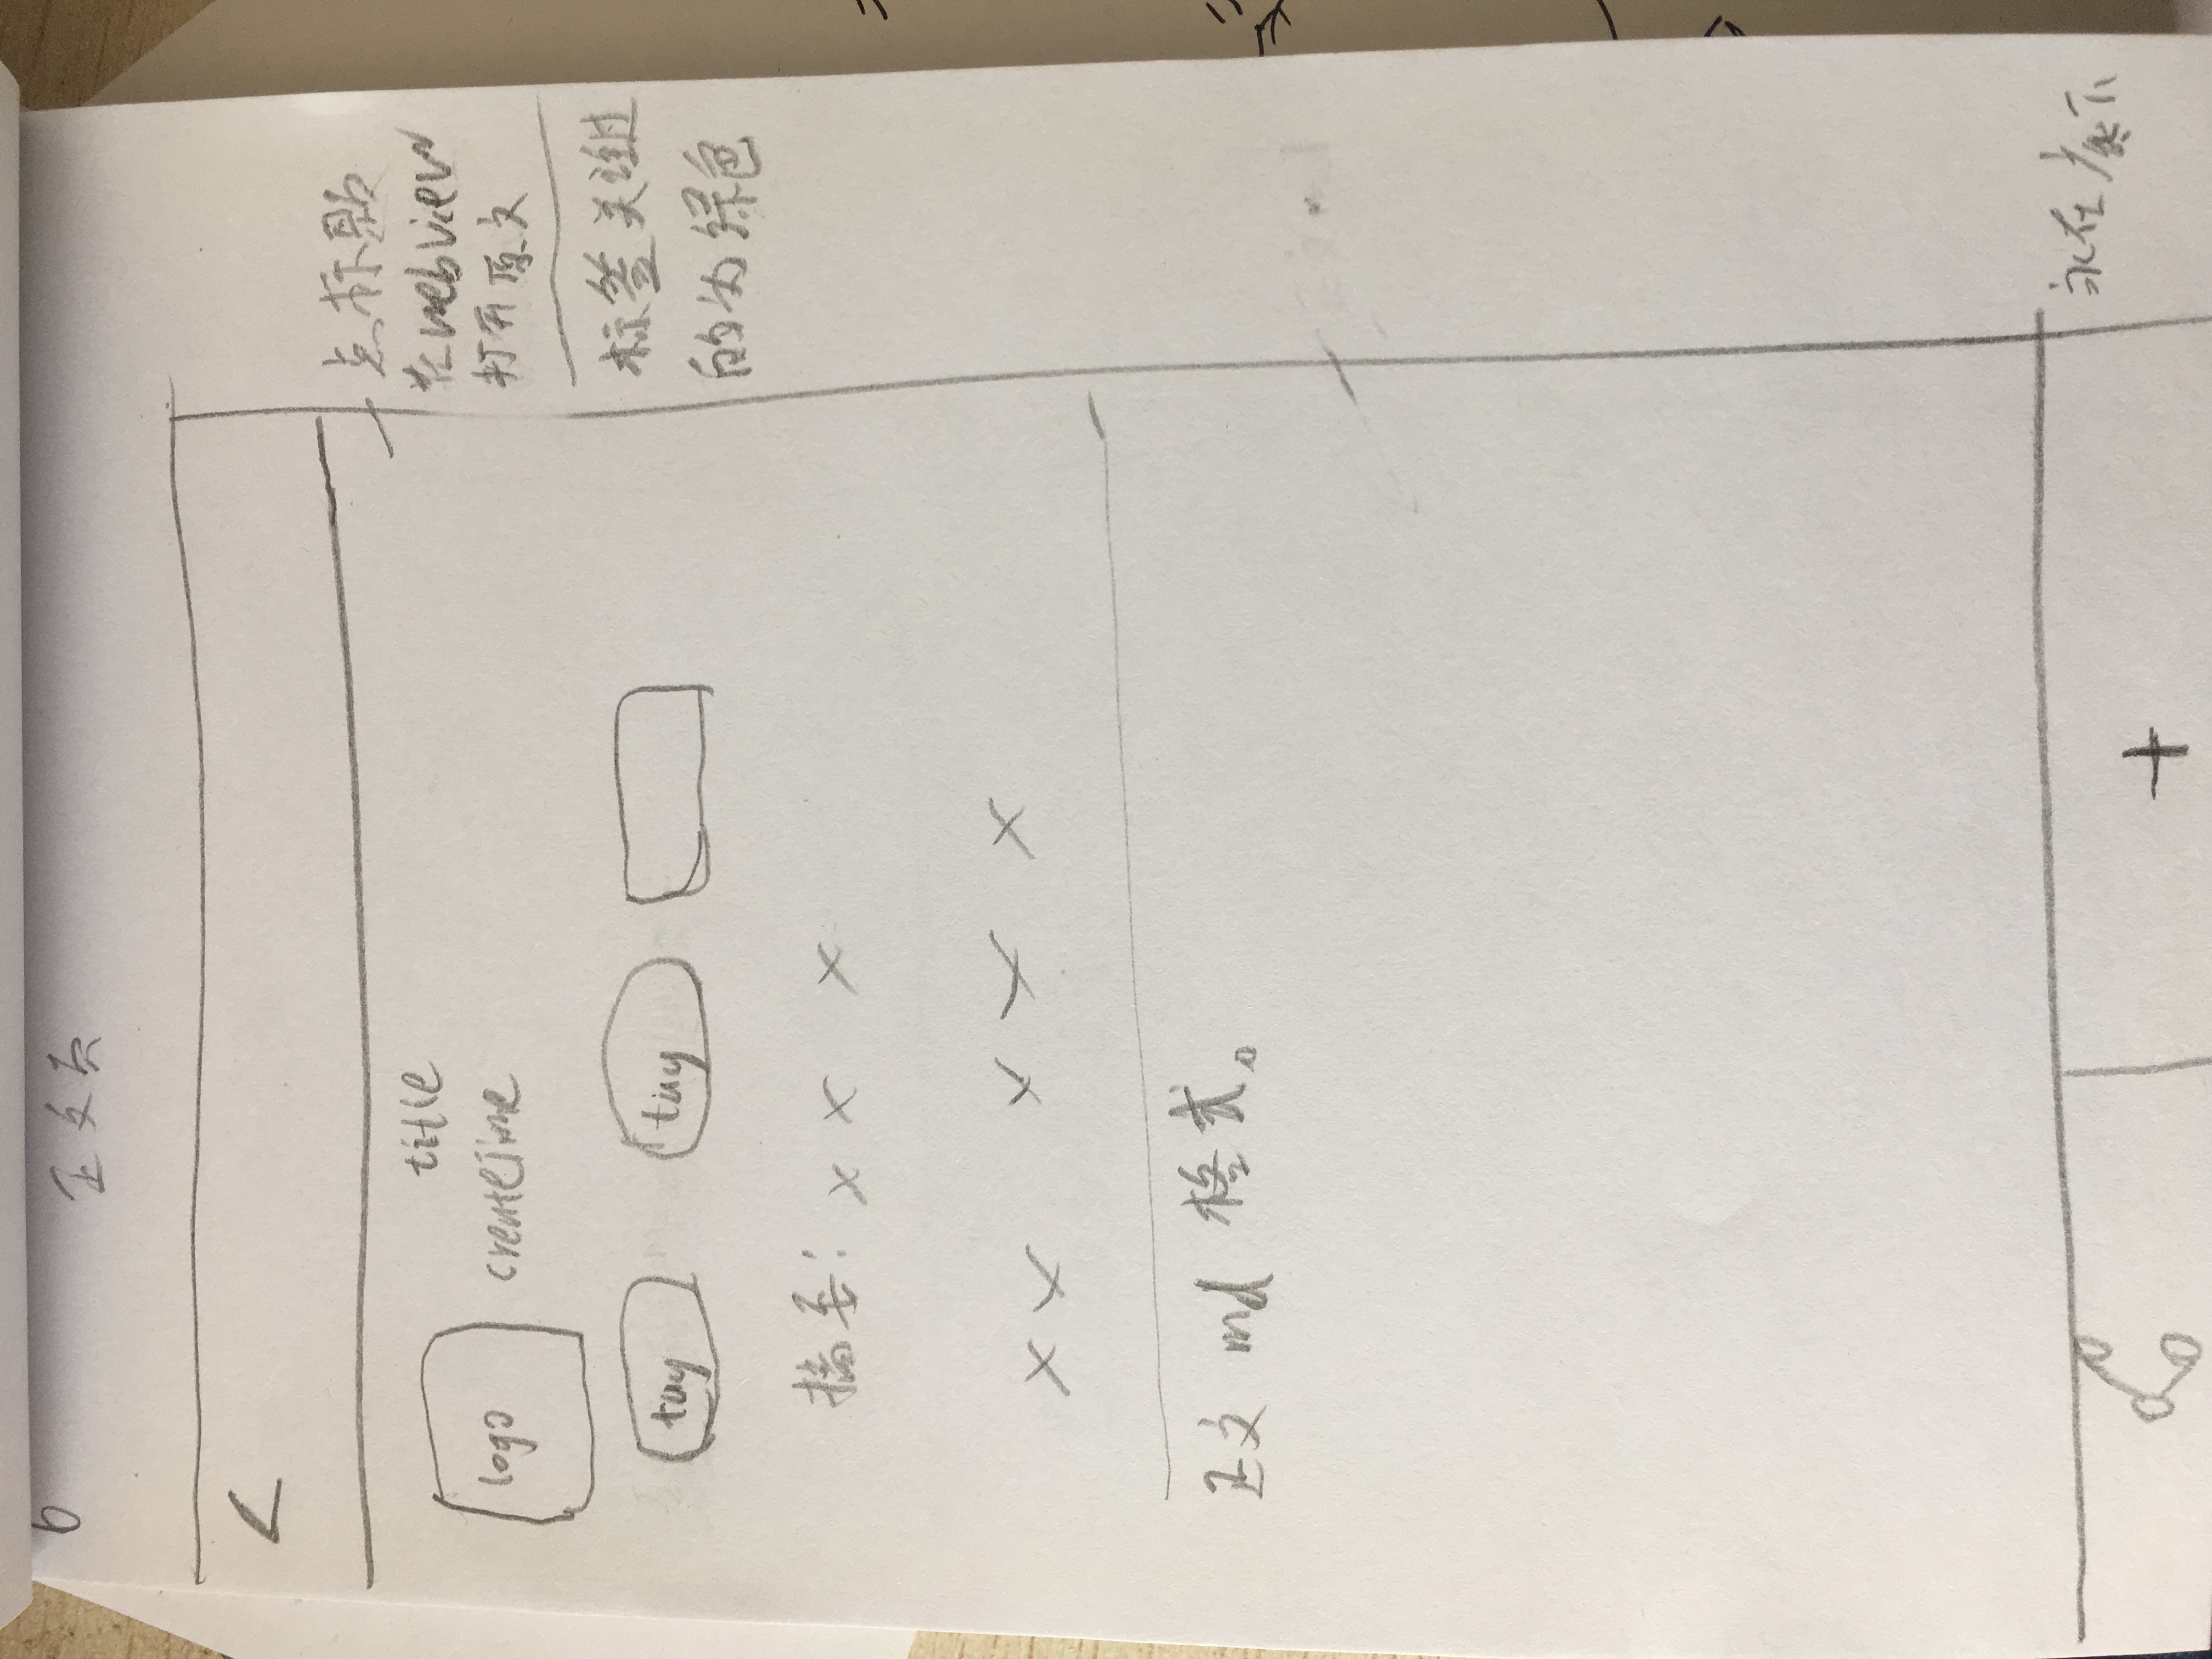 6
正文页
<
点标题
在webview
打开原文
title
logo
createTime
标签关注过
的为绿色
tag
tag
摘要: x x x
x x x x x
正文 md 格式。
永在底下
+